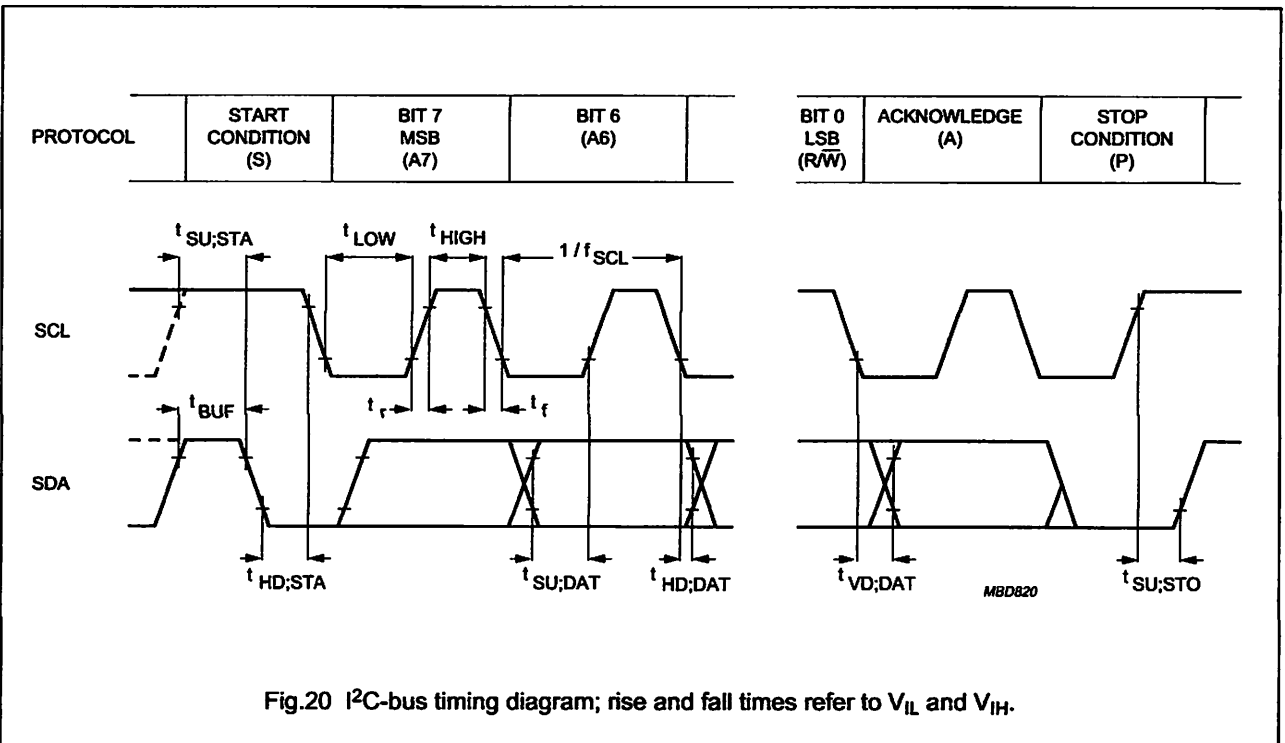 PROTOCOL
START
CONDITION
(S)
BIT 7
MSB
(A7)
BIT 6
(A6)
BIT 0
LSB
(R/W̅)
ACKNOWLEDGE
(A)
STOP
CONDITION
(P)
t SU;STA
t LOW
t HIGH
1 / f SCL
SCL
t BUF
t r
t f
SDA
t HD;STA
t SU;DAT
t HD;DAT
t VD;DAT
MBD820
t SU;STO
Fig.20 I²C-bus timing diagram; rise and fall times refer to VIL and VIH.